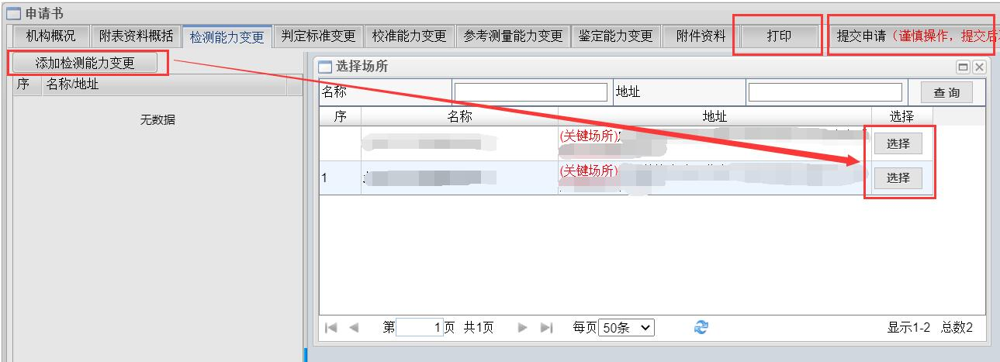 申请书
机构概况 附表资料概括 检测能力变更 判定标准变更 校准能力变更 参考测量能力变更 鉴定能力变更 附件资料 打印 提交申请（谨慎操作，提交后
添加检测能力变更
序 名称/地址
无数据
选择场所
名称 地址 查 询
序 名称 地址 选择
(关键场所) 选择
1 (关键场所) 选择
第 1 页 共1页 每页 50条 显示1-2 总数2